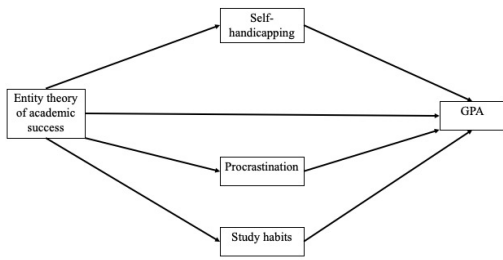 Self-
handicapping
Entity theory
of academic
success
GPA
Procrastination
Study habits